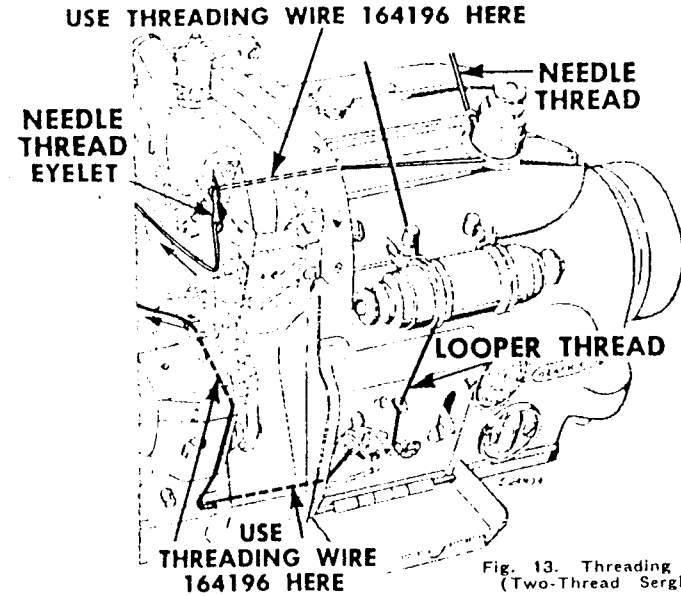 USE THREADING WIRE 164196 HERE
NEEDLE
THREAD
NEEDLE
THREAD
EYELET
LOOPER THREAD
USE
THREADING WIRE
164196 HERE
Fig. 13. Threading
(Two-Thread